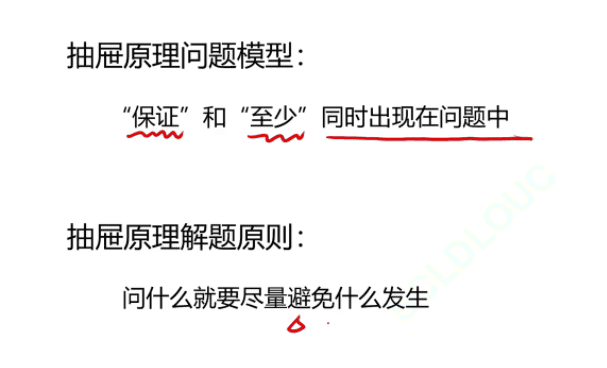 抽屉原理问题模型：
“保证”和“至少”同时出现在问题中
抽屉原理解题原则：
问什么就要尽量避免什么发生